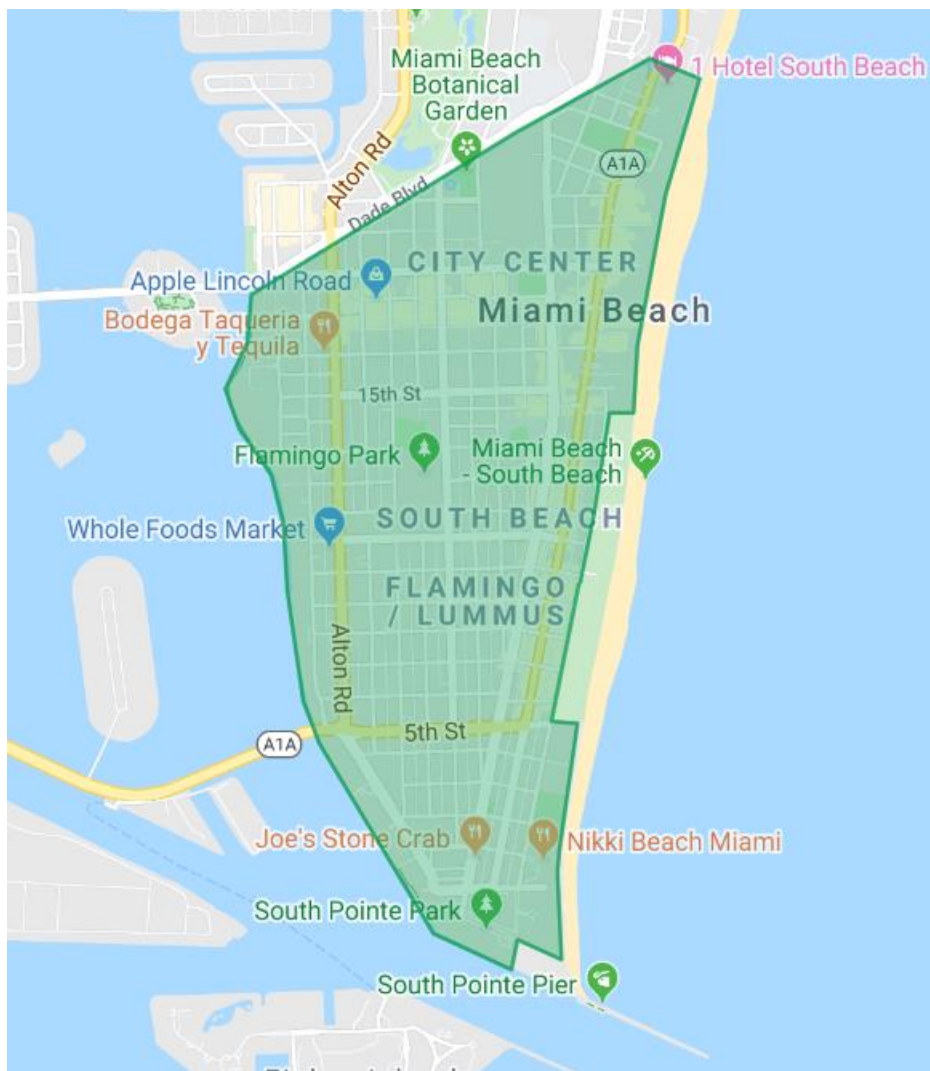 Miami Beach
Botanical
Garden
1 Hotel South Beach
Alton Rd
A1A
Dade Blvd
CITY CENTER
Apple Lincoln Road
Miami Beach
Bodega Taqueria
y Tequila
15th St
Flamingo Park
Miami Beach
- South Beach
Whole Foods Market
SOUTH BEACH
FLAMINGO
/ LUMMUS
Alton Rd
5th St
A1A
Joe's Stone Crab
Nikki Beach Miami
South Pointe Park
South Pointe Pier